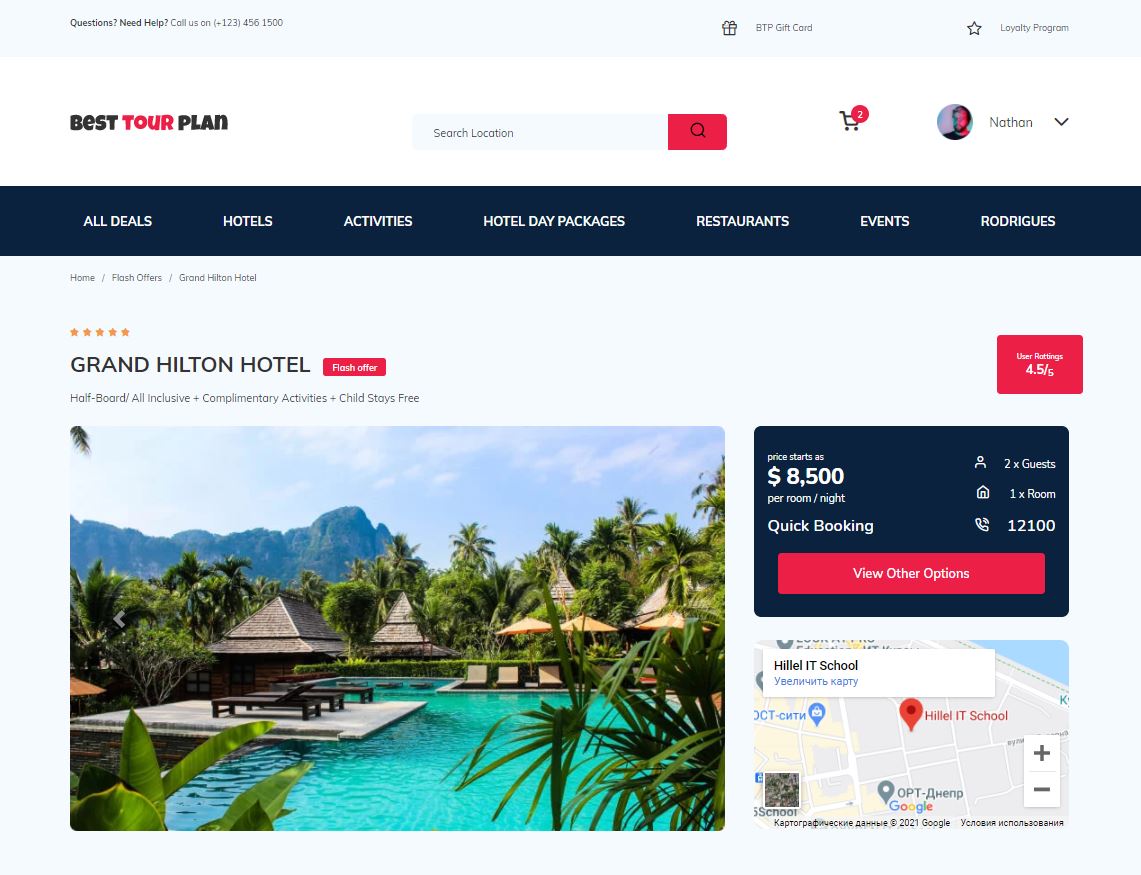 Questions? Need Help? Call us on (+123) 456 1500
BTP Gift Card
Loyalty Program
BEST TOUR PLAN
Search Location
2
Nathan
ALL DEALS
HOTELS
ACTIVITIES
HOTEL DAY PACKAGES
RESTAURANTS
EVENTS
RODRIGUES
Home / Flash Offers / Grand Hilton Hotel
GRAND HILTON HOTEL
Flash offer
Half-Board/ All Inclusive + Complimentary Activities + Child Stays Free
User Rottings
4.5/5
price starts as
$ 8,500
per room / night
2 x Guests
1 x Room
Quick Booking
12100
View Other Options
Hillel IT School
Увеличить карту
ОСТ-сити
Hillel IT School
ОРТ-Днепр
Google
School
Картографические данные © 2021 Google
Условия использования